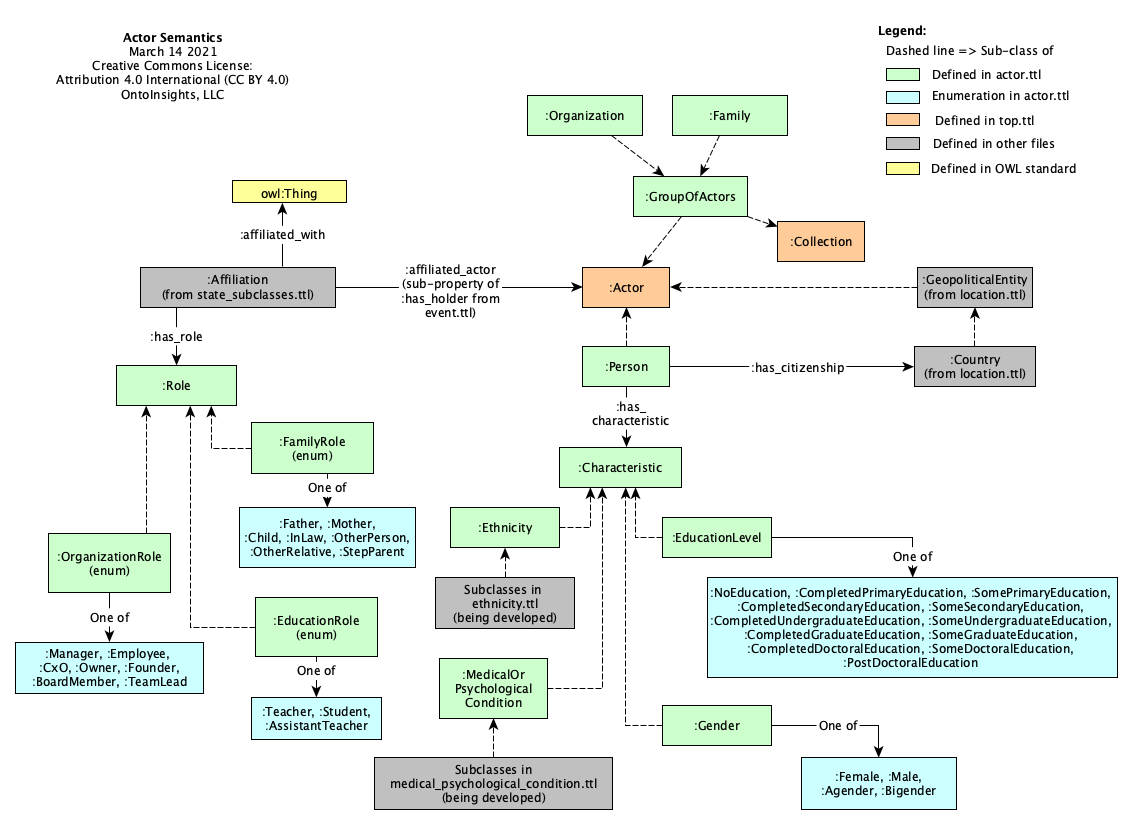 Actor Semantics
March 14 2021
Creative Commons License:
Attribution 4.0 International (CC BY 4.0)
OntoInsights, LLC
Legend:
Dashed line => Sub-class of
Defined in actor.ttl
Enumeration in actor.ttl
Defined in top.ttl
Defined in other files
Defined in OWL standard
:Organization
:Family
:GroupOfActors
:Collection
owl:Thing
:affiliated_with
:Affiliation
(from state_subclasses.ttl)
:affiliated_actor
(sub-property of
:has_holder from
event.ttl)
:Actor
:GeopoliticalEntity
(from location.ttl)
:has_role
:Person
:has_citizenship
:Country
(from location.ttl)
:Role
:has_
characteristic
:FamilyRole
(enum)
One of
:Father, :Mother,
:Child, :InLaw, :OtherPerson,
:OtherRelative, :StepParent
:Characteristic
:Ethnicity
Subclasses in
ethnicity.ttl
(being developed)
:EducationLevel
One of
:NoEducation, :CompletedPrimaryEducation, :SomePrimaryEducation,
:CompletedSecondaryEducation, :SomeSecondaryEducation,
:CompletedUndergraduateEducation, :SomeUndergraduateEducation,
:CompletedGraduateEducation, :SomeGraduateEducation,
:CompletedDoctoralEducation, :SomeDoctoralEducation,
:PostDoctoralEducation
:OrganizationRole
(enum)
One of
:Manager, :Employee,
:CxO, :Owner, :Founder,
:BoardMember, :TeamLead
:EducationRole
(enum)
One of
:Teacher, :Student,
:AssistantTeacher
:MedicalOr
Psychological
Condition
Subclasses in
medical_psychological_condition.ttl
(being developed)
:Gender
One of
:Female, :Male,
:Agender, :Bigender